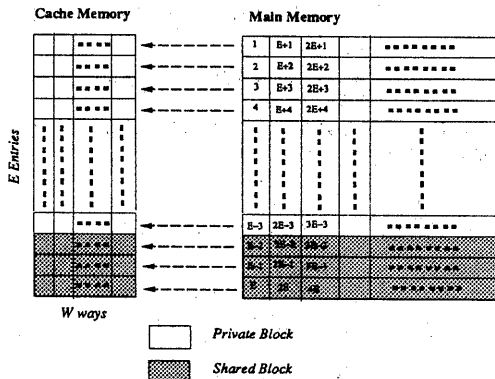 Cache Memory Main Memory
1 E+1 2E+1
2 E+2 2E+2
3 E+3 2E+3
4 E+4 2E+4
E Entries
E-3 2E-3 3E-3
E
W ways
Private Block
Shared Block